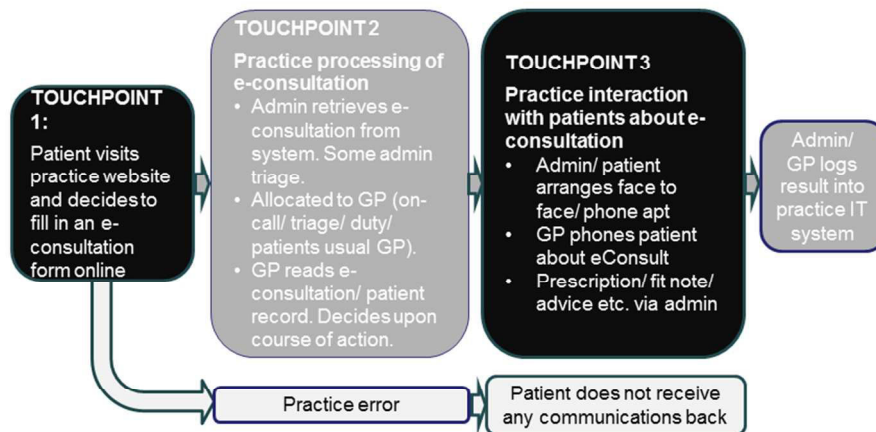 TOUCHPOINT
1:
Patient visits
practice website
and decides to
fill in an e-
consultation
form online
TOUCHPOINT 2
Practice processing of
e-consultation
• Admin retrieves e-
consultation from
system. Some admin
triage.
• Allocated to GP (on-
call/ triage/ duty/
patients usual GP).
• GP reads e-
consultation/ patient
record. Decides upon
course of action.
TOUCHPOINT 3
Practice interaction
with patients about e-
consultation
• Admin/ patient
arranges face to
face/ phone apt
• GP phones patient
about eConsult
• Prescription/ fit note/
advice etc. via admin
Admin/
GP logs
result into
practice IT
system
Practice error
Patient does not receive
any communications back